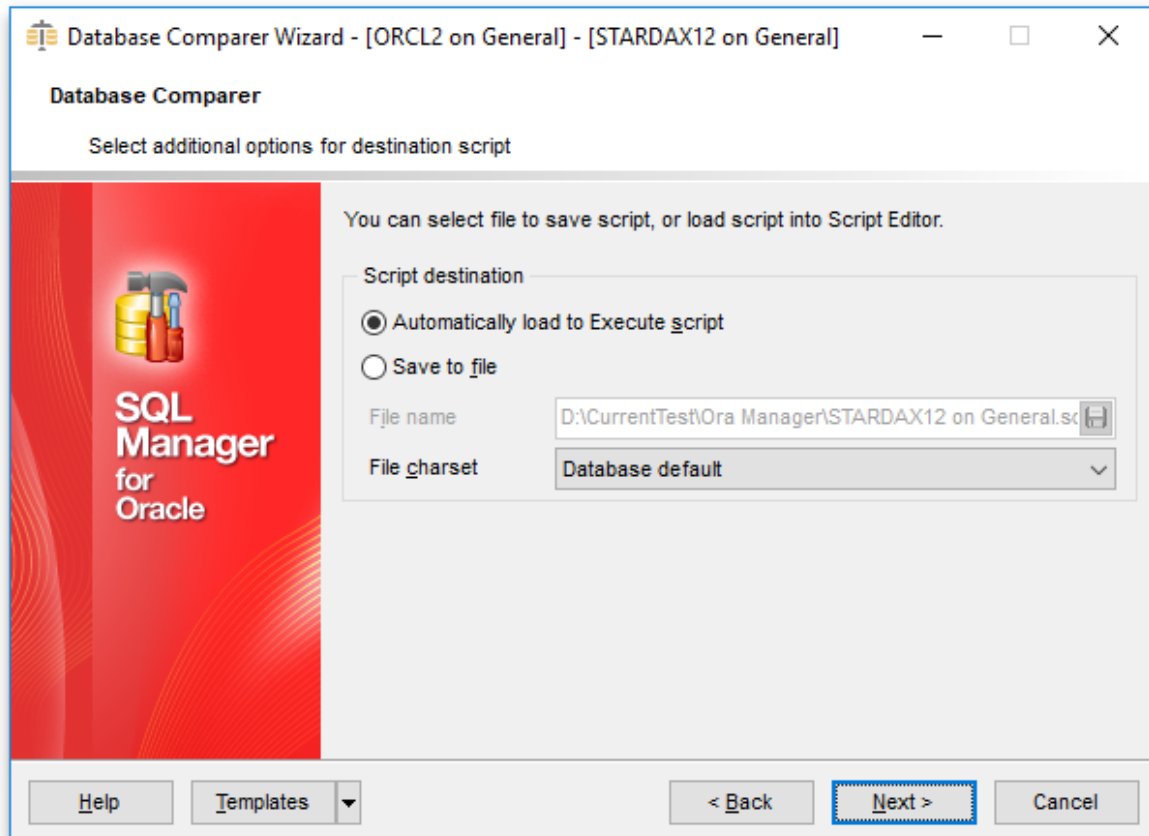 Database Comparer Wizard - [ORCL2 on General] - [STARDAX12 on General]
Database Comparer
Select additional options for destination script
You can select file to save script, or load script into Script Editor.
Script destination
Automatically load to Execute script
Save to file
File name D:\CurrentTest\Ora Manager\STARDAX12 on General.sc
File charset Database default
SQL
Manager
for
Oracle
Help Templates < Back Next > Cancel